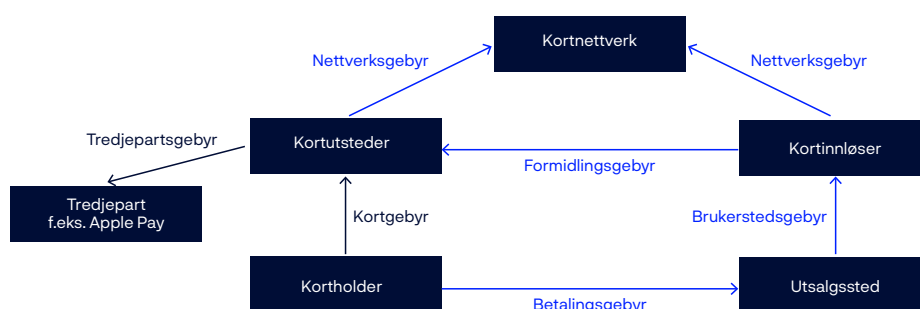 Kortnettverk
Nettverksgebyr
Nettverksgebyr
Tredjepartsgebyr
Kortutsteder
Kortinnløser
Formidlingsgebyr
Tredjepart
f.eks. Apple Pay
Kortgebyr
Brukerstedsgebyr
Kortholder
Utsalgssted
Betalingsgebyr